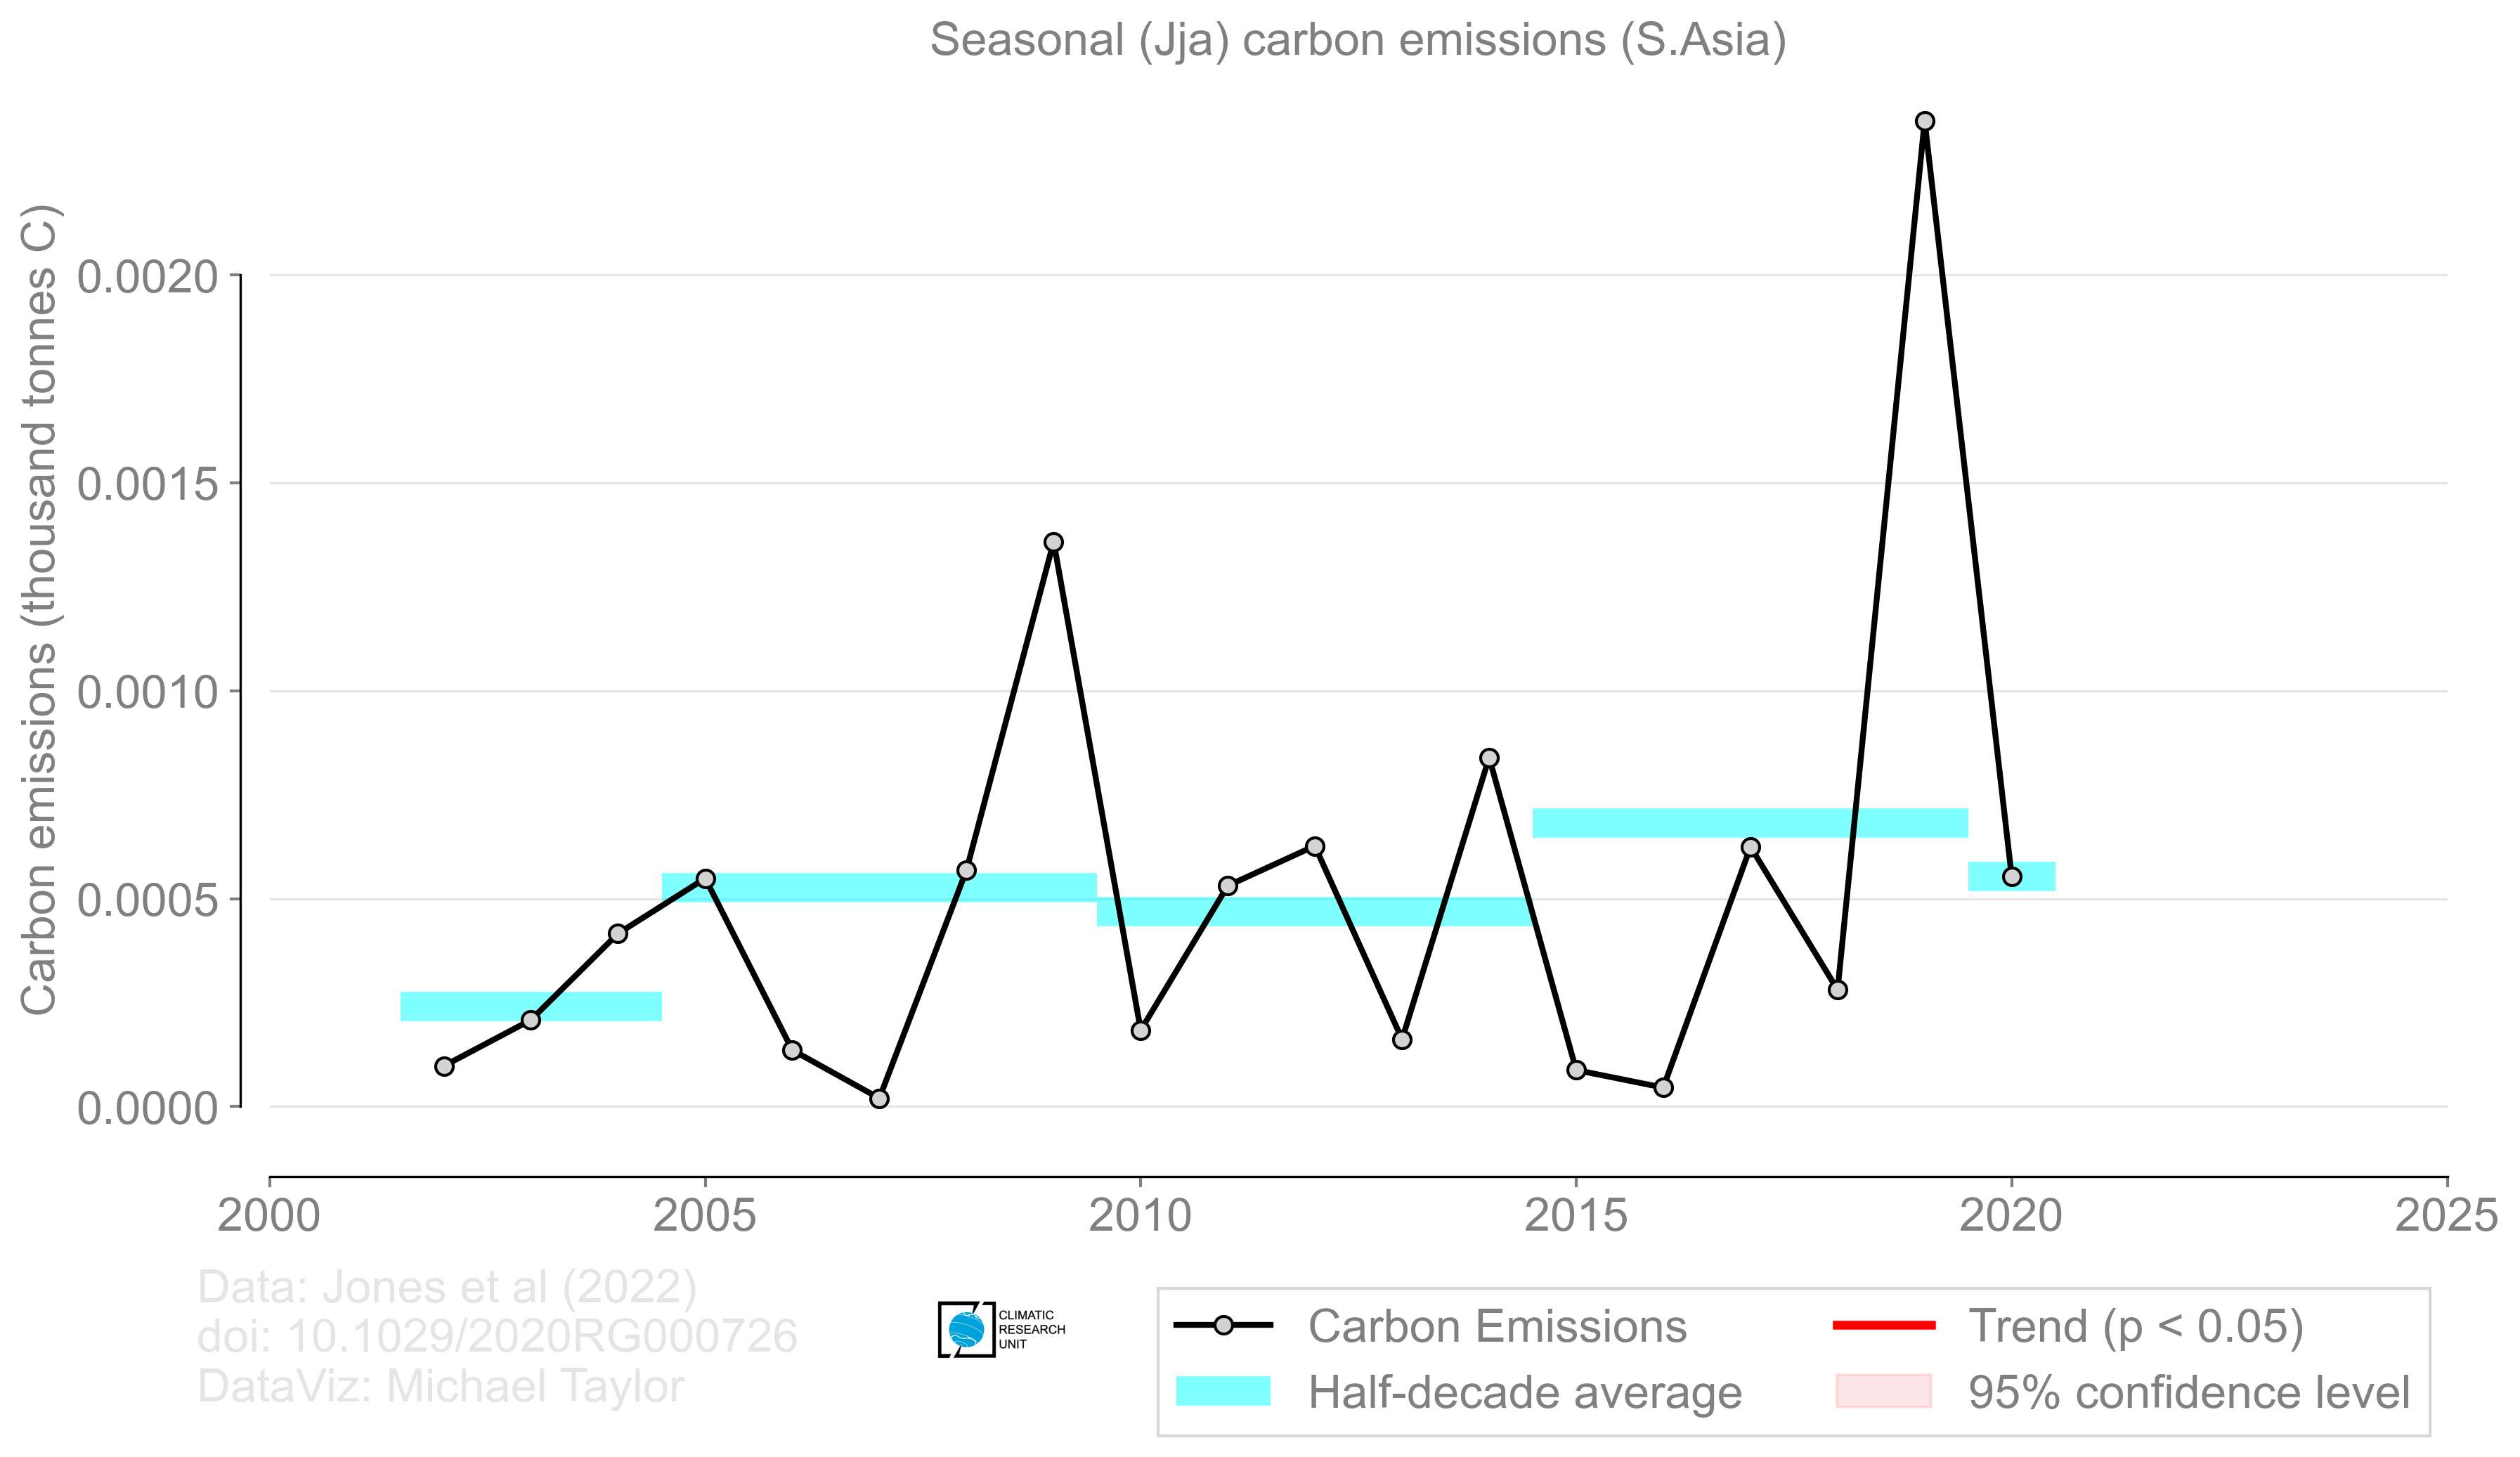 Seasonal (Jja) carbon emissions (S.Asia)
Carbon emissions (thousand tonnes C)
0.0020
0.0015
0.0010
0.0005
0.0000
2000 2005 2010 2015 2020 2025
Data: Jones et al (2022)
doi: 10.1029/2020RG000726
DataViz: Michael Taylor
CLIMATIC
RESEARCH
UNIT
Carbon Emissions
Half-decade average
Trend (p < 0.05)
95% confidence level